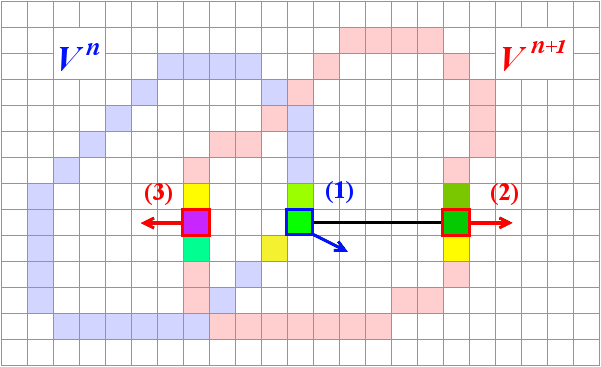 V^n
V^{n+1}
(3)
(1)
(2)